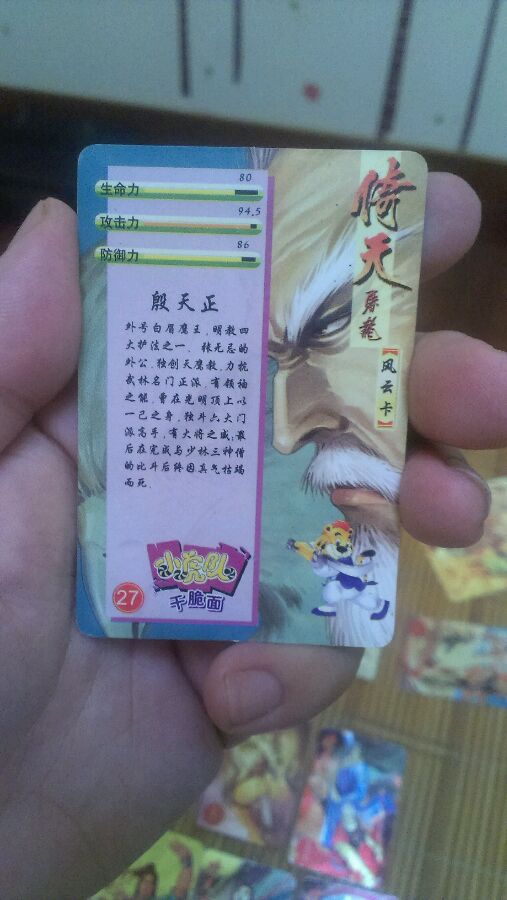 80
生命力
94.5
攻击力
86
防御力
殷天正
外号白眉鹰王,明教四
大护法之一. 张无忌的
外公.独创天鹰教.力抗
武林名门正派.有领袖
之能.曾在光明顶上以
一己之身.独斗六大门
派高手,有大将之威;最
后在完成与少林三神僧
的比斗后终因真气枯竭
而死.
小虎队
干脆面
27
倚天
屠龙
【风云卡】